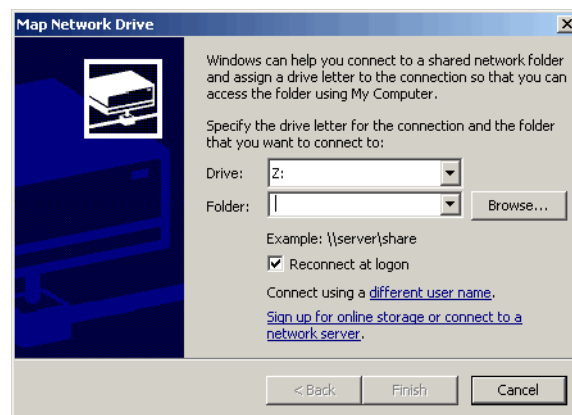 Map Network Drive
Windows can help you connect to a shared network folder
and assign a drive letter to the connection so that you can
access the folder using My Computer.
Specify the drive letter for the connection and the folder
that you want to connect to:
Drive: Z:
Folder: Browse...
Example: \\server\share
Reconnect at logon
Connect using a different user name.
Sign up for online storage or connect to a
network server.
< Back Finish Cancel